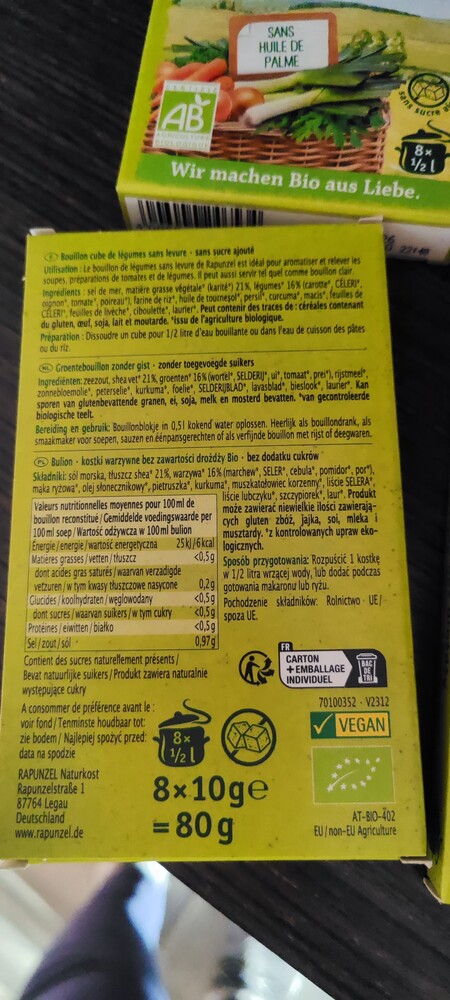 SANS
HUILE DE
PALME
CERTIFIÉ
AB
AGRICULTURE
BIOLOGIQUE
sans sucre
8×
½ l
Wir machen Bio aus Liebe.
F Bouillon cube de légumes sans levure - sans sucre ajouté
Utilisation : Le bouillon de légumes sans levure de Rapunzel est idéal pour aromatiser et relever les
soupes, préparations de tomates et de légumes. Il peut aussi servir tel quel comme bouillon clair.
Ingrédients : sel de mer, matière grasse végétale* (karité*) 21%, légumes* 16% (carotte*, CÉLERI*,
oignon*, tomate*, poireau*), farine de riz*, huile de tournesol*, persil*, curcuma*, macis*, feuilles de
CÉLERI*, feuilles de livèche*, ciboulette*, laurier*. Peut contenir des traces de : céréales contenant
du gluten, œuf, soja, lait et moutarde. *issu de l'agriculture biologique.
Préparation : Dissoudre un cube pour 1/2 litre d'eau bouillante ou dans l'eau de cuisson des pâtes
ou du riz.
NL Groentebouillon zonder gist - zonder toegevoegde suikers
Ingrediënten: zeezout, shea vet* 21%, groenten* 16% (wortel*, SELDERIJ*, ui*, tomaat*, prei*), rijstmeel*,
zonnebloemolie*, peterselie*, kurkuma*, foelie*, SELDERIJBLAD*, lavasblad*, bieslook*, laurier*. Kan
sporen van glutenbevattende granen, ei, soja, melk en mosterd bevatten. *van gecontroleerde
biologische teelt.
Bereiding en gebruik: Bouillonblokje in 0,5l kokend water oplossen. Heerlijk als bouillondrank, als
smaakmaker voor soepen, sauzen en éénpansgerechten of als verfijnde bouillon met rijst of deegwaren.
PL Bulion - kostki warzywne bez zawartości drożdży Bio - bez dodatku cukrów
Składniki: sól morska, tłuszcz shea* 21%, warzywa* 16% (marchew*, SELER*, cebula*, pomidor*, por*),
mąka ryżowa*, olej słonecznikowy*, pietruszka*, kurkuma*, muszkatołowiec korzenny*, liście SELERA*,
liście lubczyku*, szczypiorek*, laur*. Produkt
może zawierać niewielkie ilości zawierają-
cych gluten zbóż, jajka, soi, mleka i
musztardy. *z kontrolowanych upraw eko-
logicznych.
Sposób przygotowania: Rozpuścić 1 kostkę
w 1/2 litra wrzącej wody, lub dodać podczas
gotowania makaronu lub ryżu.
Pochodzenie składników: Rolnictwo UE/
spoza UE.
Valeurs nutritionnelles moyennes pour 100 ml de
bouillon reconstitué / Gemiddelde voedingswaarde per
100 ml soep / Wartość odżywcza w 100 ml bulion
Énergie / energie / wartość energetyczna 25 kJ / 6 kcal
Matières grasses / vetten / tłuszcz <0,5 g
dont acides gras saturés / waarvan verzadigde
vetzuren / w tym kwasy tłuszczowe nasycone 0,2 g
Glucides / koolhydraten / węglowodany <0,5 g
dont sucres / waarvan suikers / w tym cukry <0,5 g
Protéines / eiwitten / białko <0,5 g
Sel / zout / sól 0,97 g
Contient des sucres naturellement présents /
Bevat natuurlijke suikers / Produkt zawiera naturalnie
występujące cukry
A consommer de préférence avant le :
voir fond / Tenminste houdbaar tot:
zie bodem / Najlepiej spożyć przed:
data na spodzie
RAPUNZEL Naturkost
Rapunzelstraße 1
87764 Legau
Deutschland
www.rapunzel.de
8×
½ l
8×10g e
=80g
FR
CARTON
+ EMBALLAGE
INDIVIDUEL
BAC
DE
TRI
70100352 - V2312
VEGAN
AT-BIO-402
EU / non-EU Agriculture